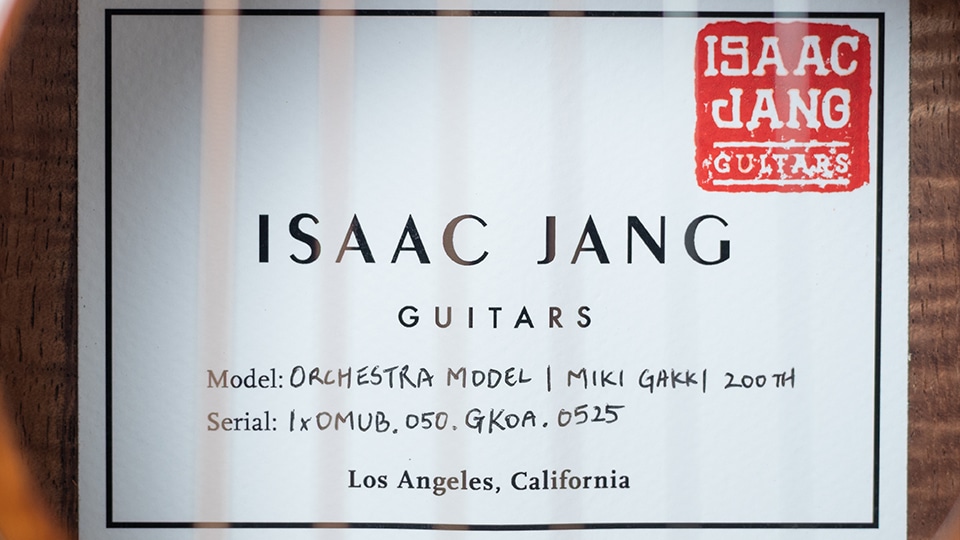 ISAAC
JANG
GUITARS
ISAAC JANG
GUITARS
Model: ORCHESTRA MODEL | MIKI GAKKI 200TH
Serial: 1xOMUB.050.GKOA.0525
Los Angeles, California